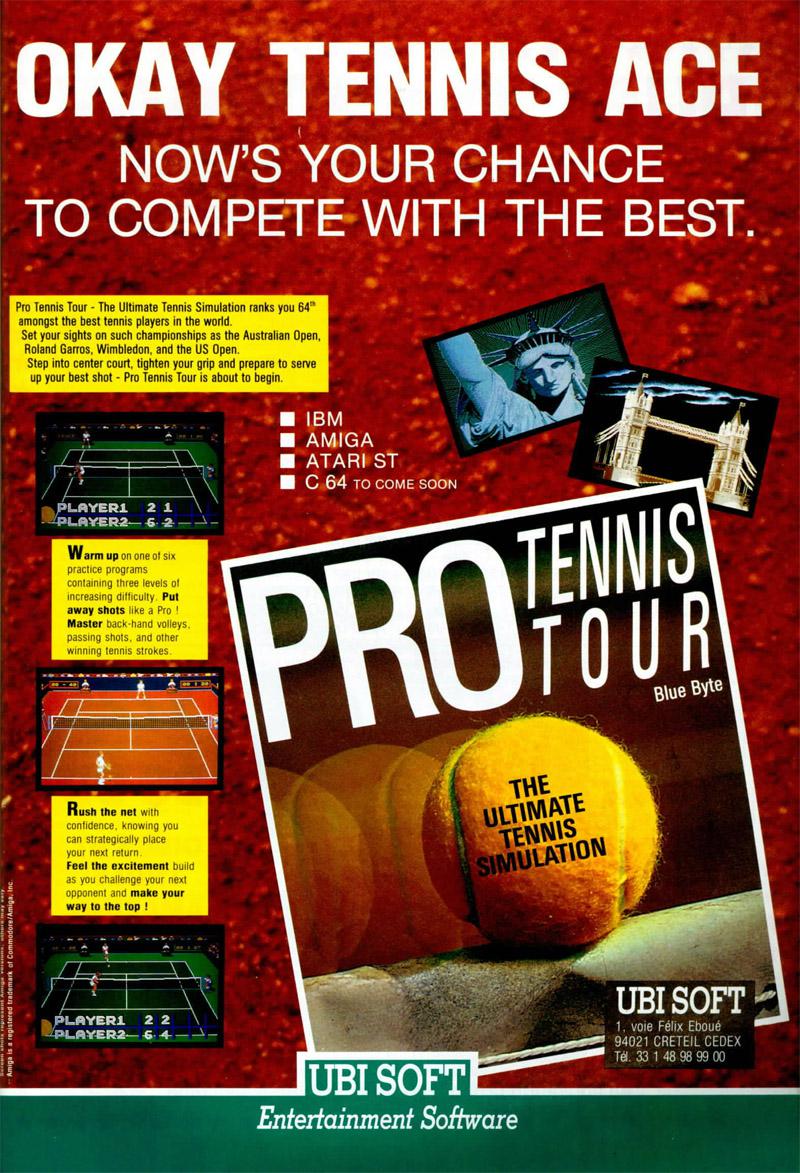 OKAY TENNIS ACE
NOW'S YOUR CHANCE
TO COMPETE WITH THE BEST.
Pro Tennis Tour - The Ultimate Tennis Simulation ranks you 64th
amongst the best tennis players in the world.
Set your sights on such championships as the Australian Open,
Roland Garros, Wimbledon, and the US Open.
Step into center court, tighten your grip and prepare to serve
up your best shot - Pro Tennis Tour is about to begin.
■ IBM
■ AMIGA
■ ATARI ST
■ C 64 TO COME SOON
PLAYER1 2 1
PLAYER2 6 2
Warm up on one of six
practice programs
containing three levels of
increasing difficulty. Put
away shots like a Pro !
Master back-hand volleys,
passing shots, and other
winning tennis strokes.
Rush the net with
confidence, knowing you
can strategically place
your next return.
Feel the excitement build
as you challenge your next
opponent and make your
way to the top !
PLAYER1 2 2
PLAYER2 6 4
PRO TENNIS
TOUR
Blue Byte
THE
ULTIMATE
TENNIS
SIMULATION
UBI SOFT
1, voie Félix Eboué
94021 CRETEIL CEDEX
Tél. 33 1 48 98 99 00
Screen shots represent Amiga versions, others may vary.
Amiga is a registered trademark of Commodore/Amiga, Inc.
UBI SOFT
Entertainment Software